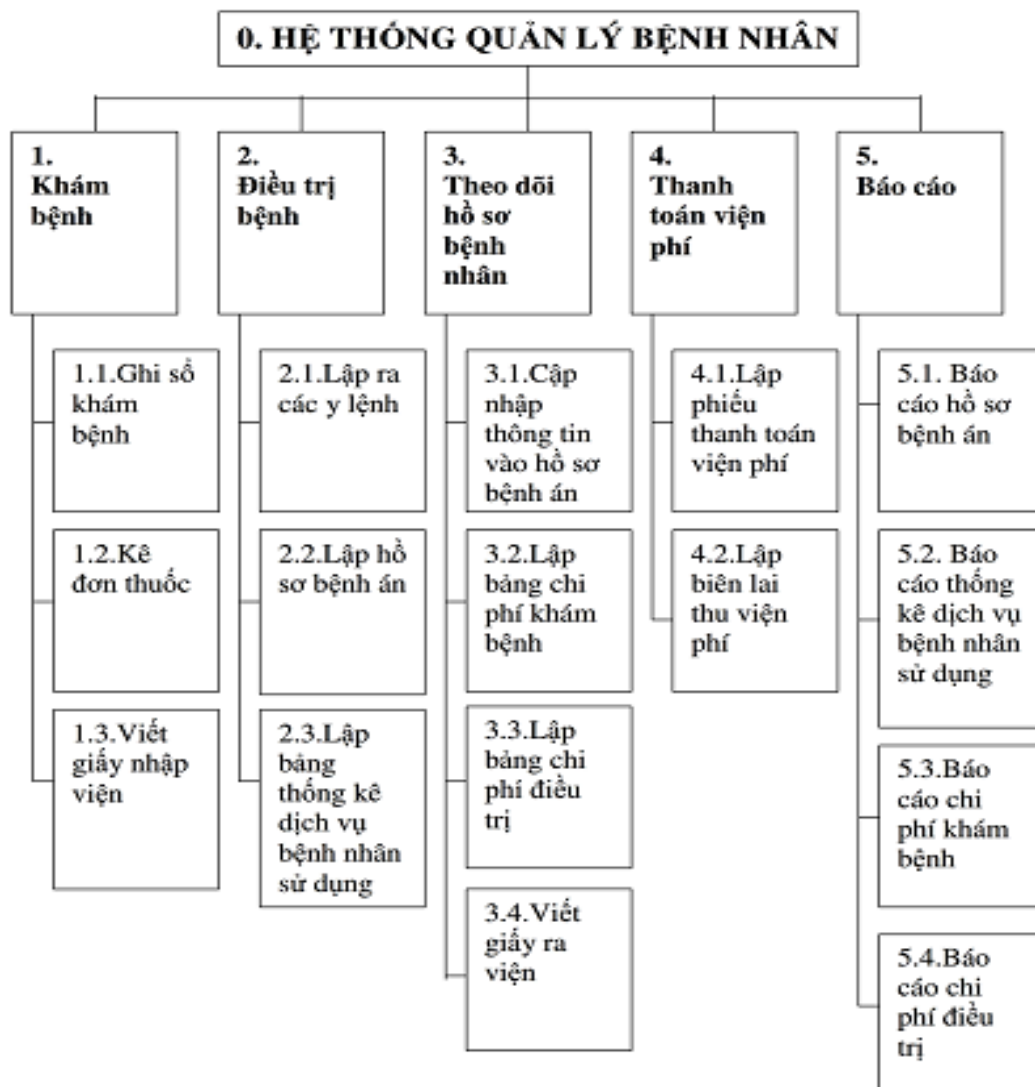 0. HỆ THỐNG QUẢN LÝ BỆNH NHÂN
1.
Khám
bệnh
2.
Điều trị
bệnh
3.
Theo dõi
hồ sơ
bệnh
nhân
4.
Thanh
toán viện
phí
5.
Báo cáo
1.1.Ghi sổ
khám
bệnh
1.2.Kê
đơn thuốc
1.3.Viết
giấy nhập
viện
2.1.Lập ra
các y lệnh
2.2.Lập hồ
sơ bệnh án
2.3.Lập
bảng
thống kê
dịch vụ
bệnh nhân
sử dụng
3.1.Cập
nhập
thông tin
vào hồ sơ
bệnh án
3.2.Lập
bảng chi
phí khám
bệnh
3.3.Lập
bảng chi
phí điều
trị
3.4.Viết
giấy ra
viện
4.1.Lập
phiếu
thanh toán
viện phí
4.2.Lập
biên lai
thu viện
phí
5.1. Báo
cáo hồ sơ
bệnh án
5.2. Báo
cáo thống
kê dịch vụ
bệnh nhân
sử dụng
5.3.Báo
cáo chi
phí khám
bệnh
5.4.Báo
cáo chi
phí điều
trị